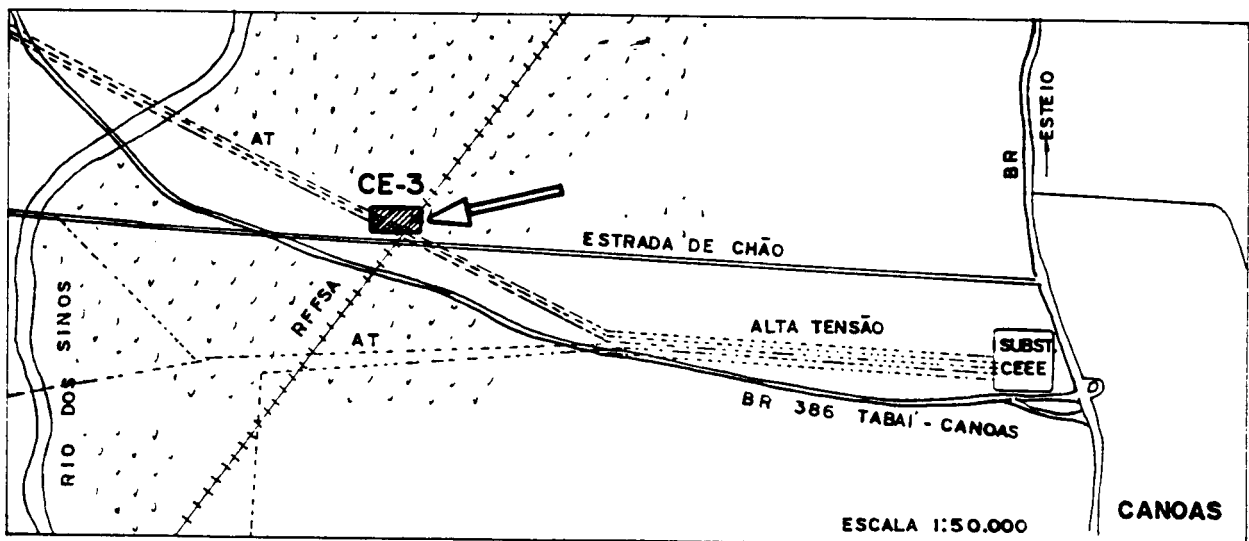 AT
CE-3
BR
ESTEIO
ESTRADA DE CHÃO
RIO DOS SINOS
RFFSA
AT
ALTA TENSÃO
SUBST.
CEEE
BR 386 TABAÍ - CANOAS
ESCALA 1:50.000
CANOAS